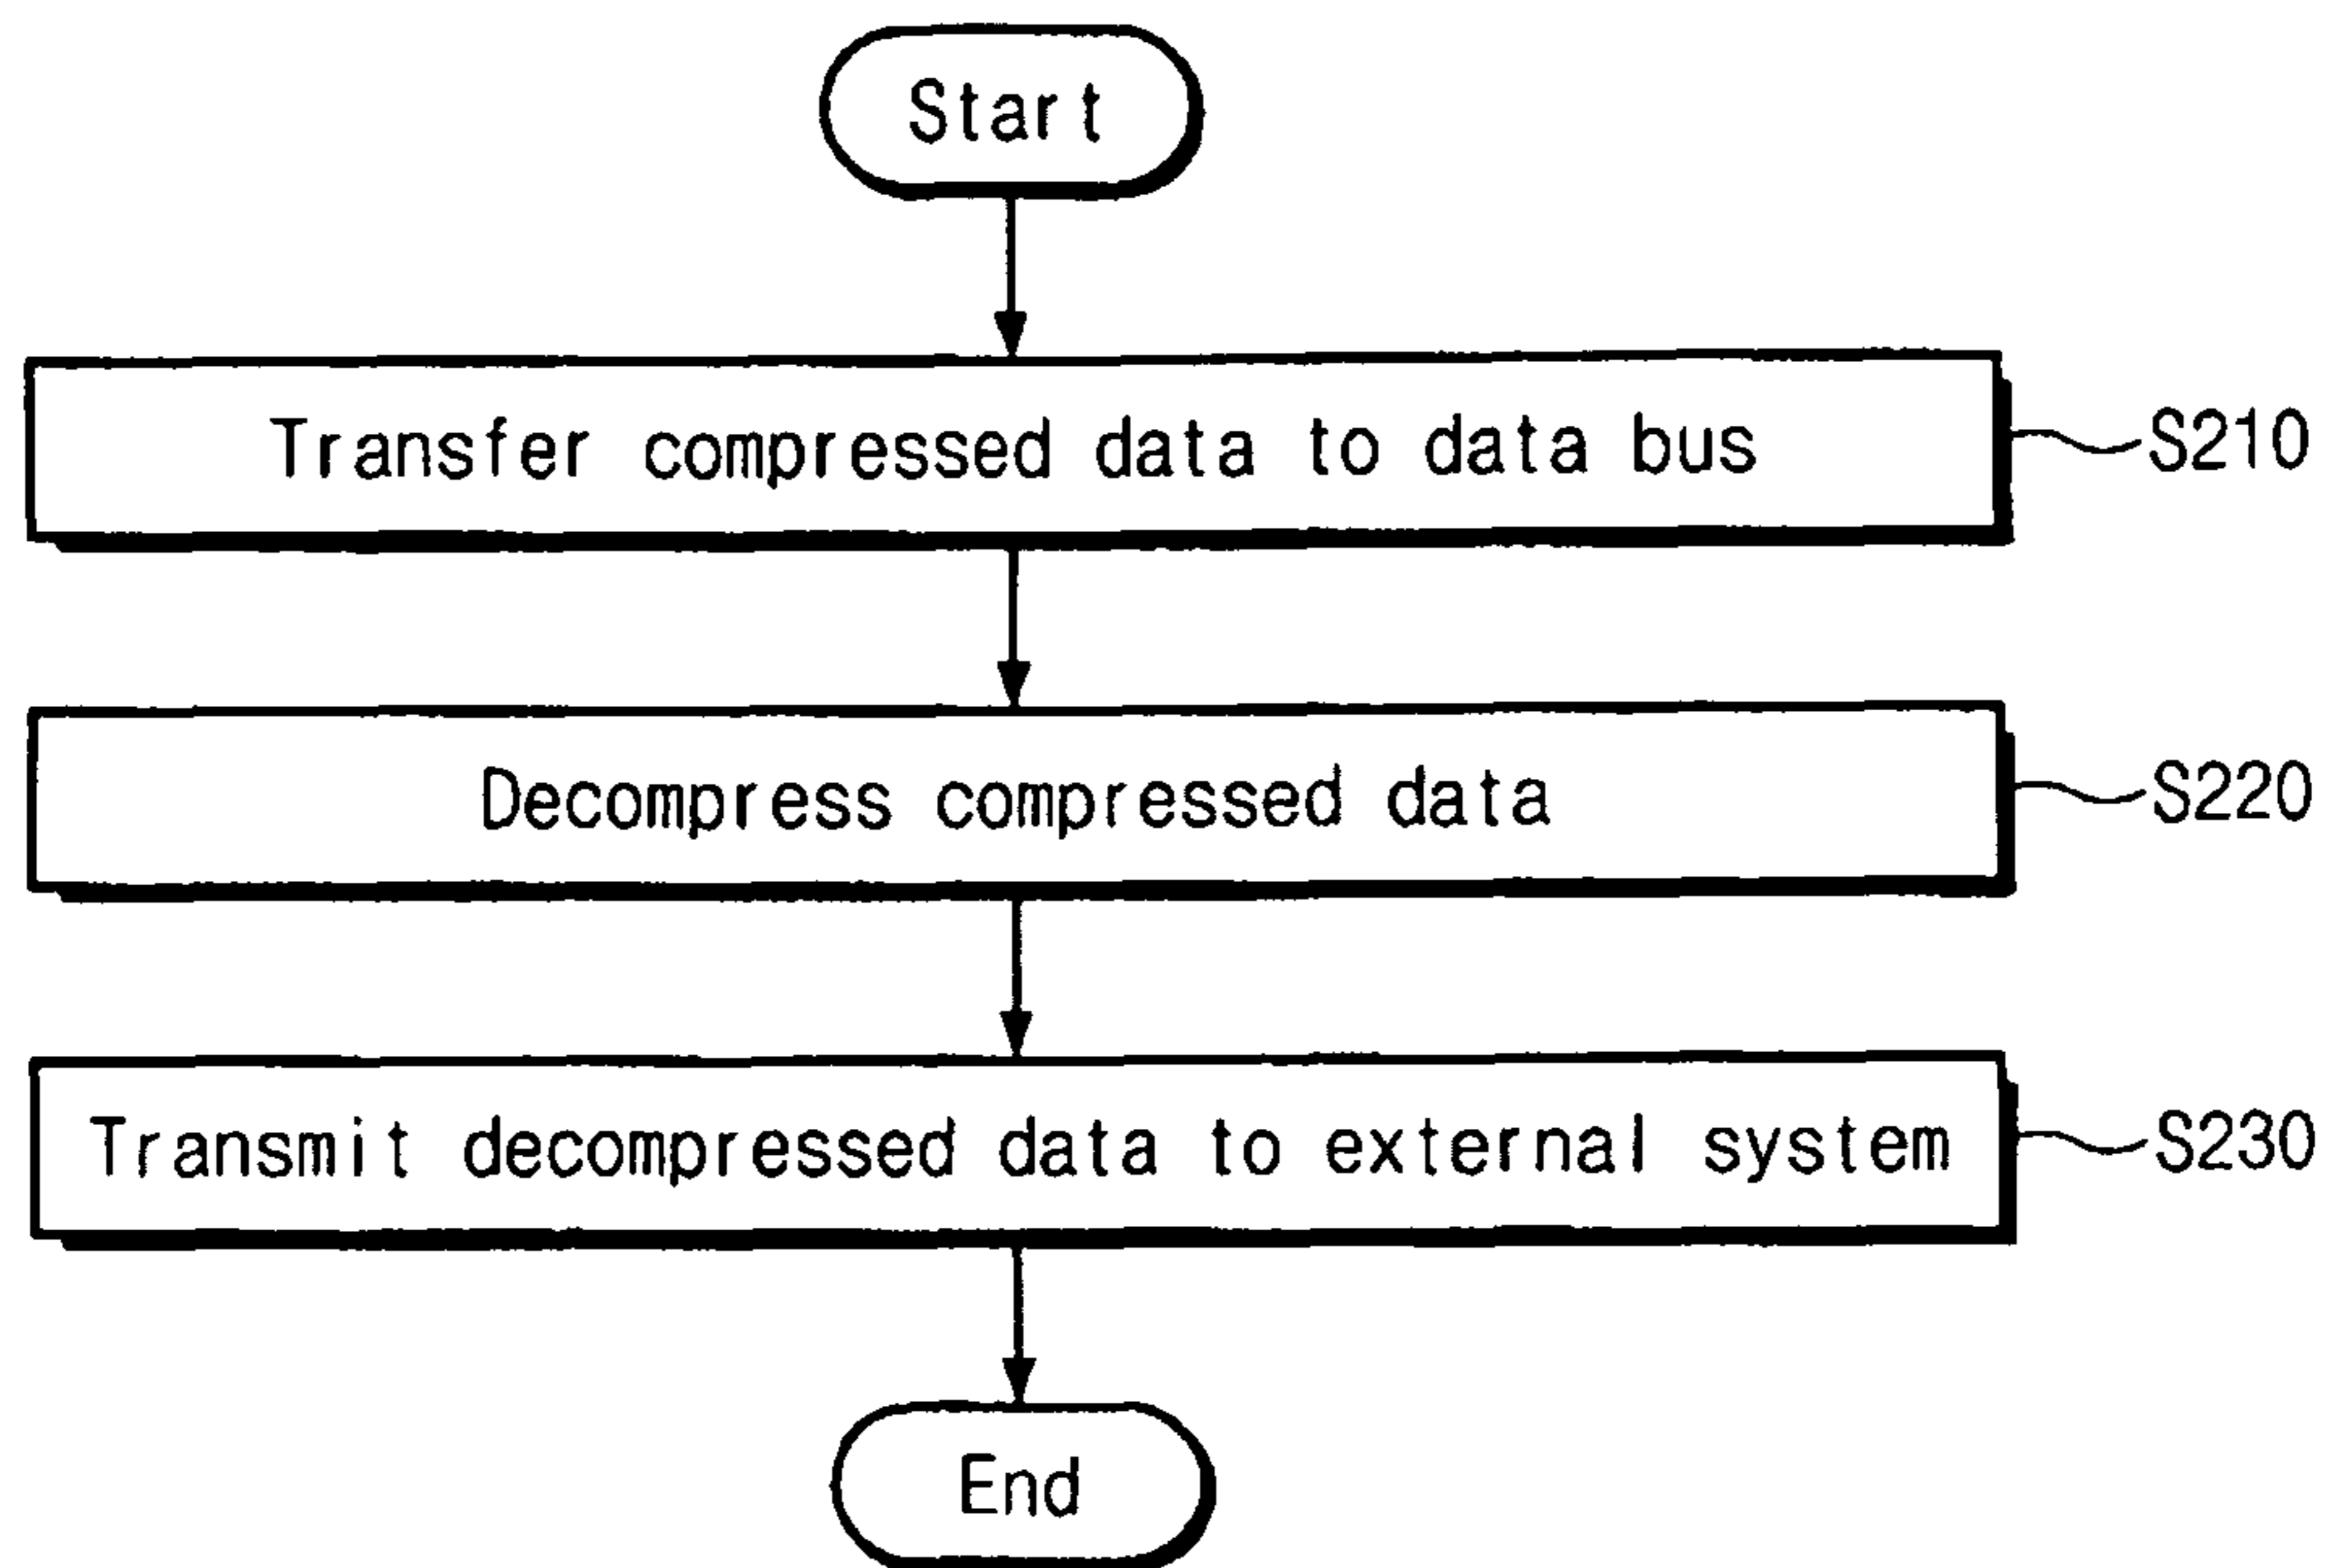 Start
Transfer compressed data to data bus
S210
Decompress compressed data
S220
Transmit decompressed data to external system
S230
End